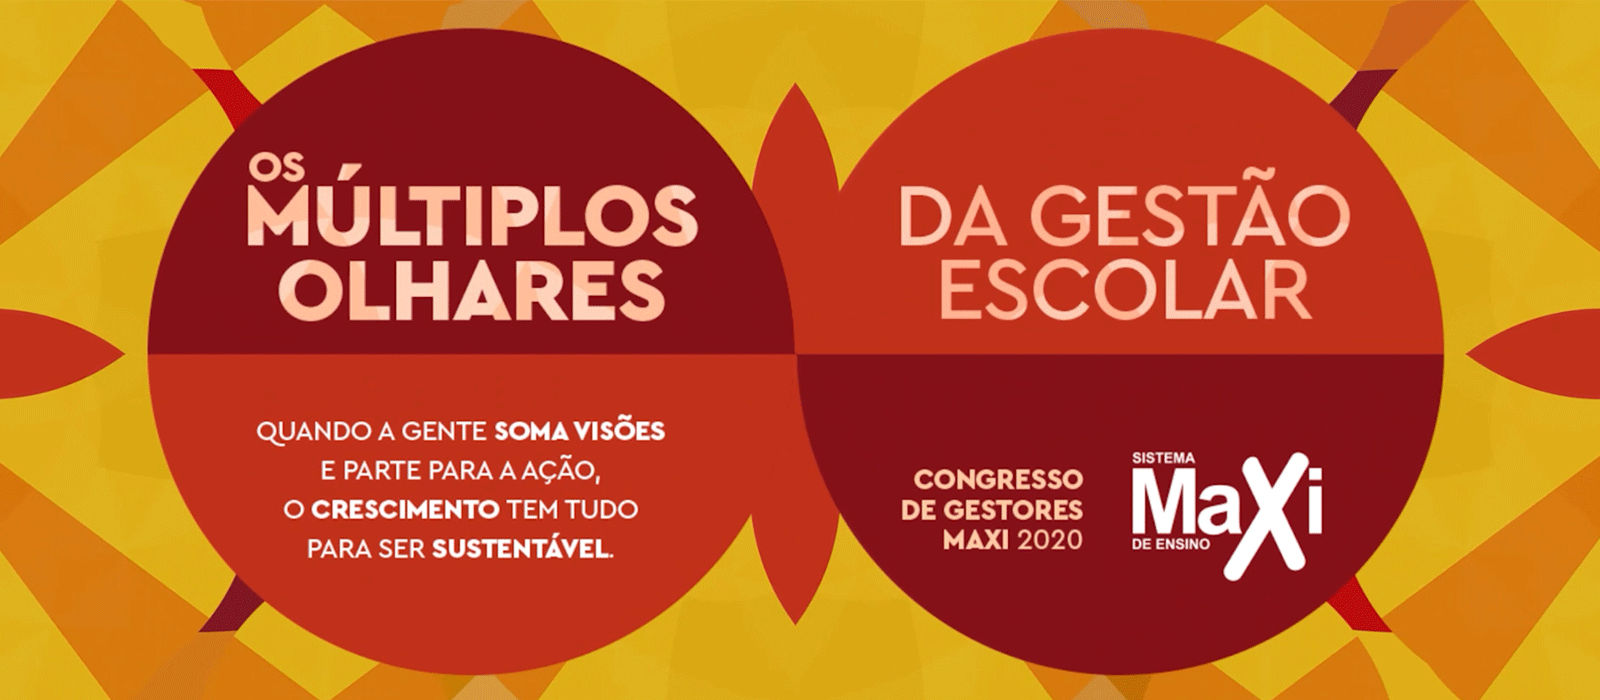 OS
MÚLTIPLOS
OLHARES
QUANDO A GENTE SOMA VISÕES
E PARTE PARA A AÇÃO,
O CRESCIMENTO TEM TUDO
PARA SER SUSTENTÁVEL.
DA GESTÃO
ESCOLAR
CONGRESSO
DE GESTORES
MAXI 2020
SISTEMA
MaXi
DE ENSINO